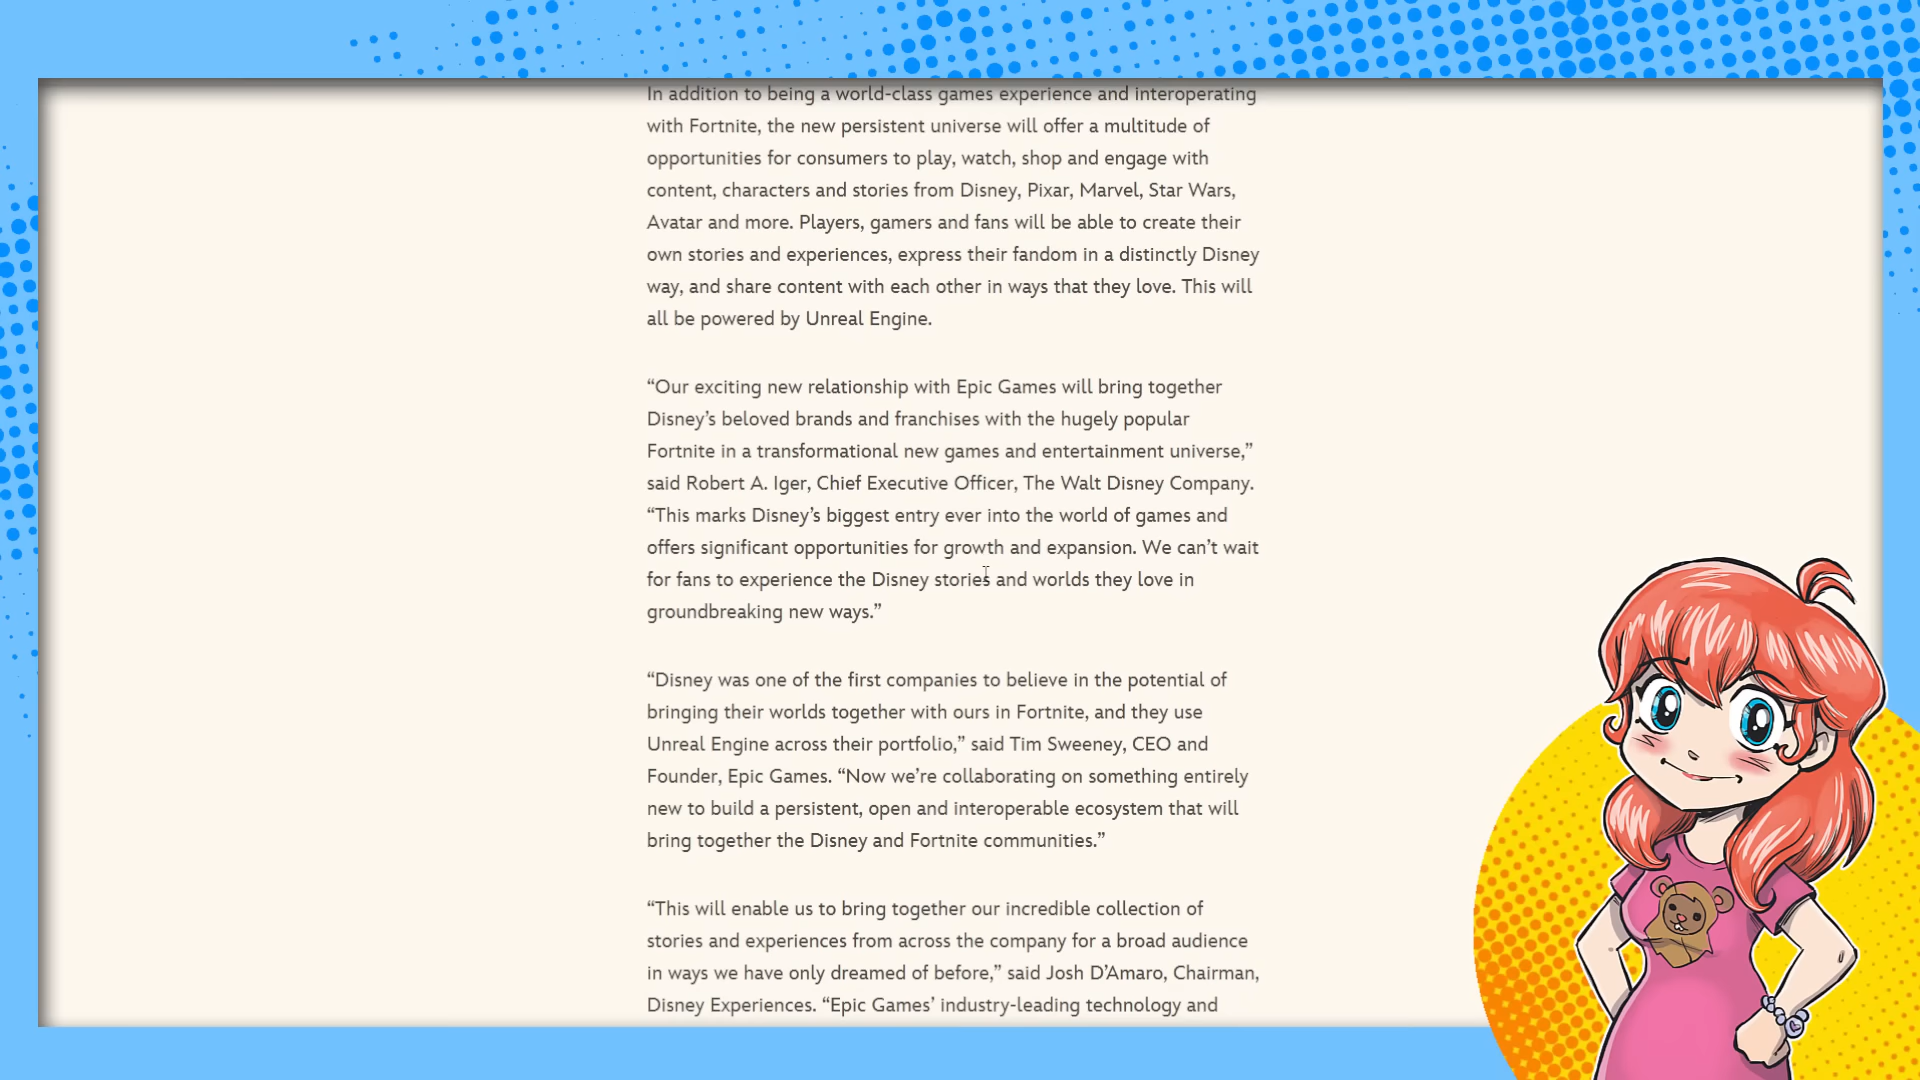 In addition to being a world-class games experience and interoperating
with Fortnite, the new persistent universe will offer a multitude of
opportunities for consumers to play, watch, shop and engage with
content, characters and stories from Disney, Pixar, Marvel, Star Wars,
Avatar and more. Players, gamers and fans will be able to create their
own stories and experiences, express their fandom in a distinctly Disney
way, and share content with each other in ways that they love. This will
all be powered by Unreal Engine.
“Our exciting new relationship with Epic Games will bring together
Disney’s beloved brands and franchises with the hugely popular
Fortnite in a transformational new games and entertainment universe,”
said Robert A. Iger, Chief Executive Officer, The Walt Disney Company.
“This marks Disney’s biggest entry ever into the world of games and
offers significant opportunities for growth and expansion. We can’t wait
for fans to experience the Disney stories and worlds they love in
groundbreaking new ways.”
“Disney was one of the first companies to believe in the potential of
bringing their worlds together with ours in Fortnite, and they use
Unreal Engine across their portfolio,” said Tim Sweeney, CEO and
Founder, Epic Games. “Now we’re collaborating on something entirely
new to build a persistent, open and interoperable ecosystem that will
bring together the Disney and Fortnite communities.”
“This will enable us to bring together our incredible collection of
stories and experiences from across the company for a broad audience
in ways we have only dreamed of before,” said Josh D’Amaro, Chairman,
Disney Experiences. “Epic Games’ industry-leading technology and